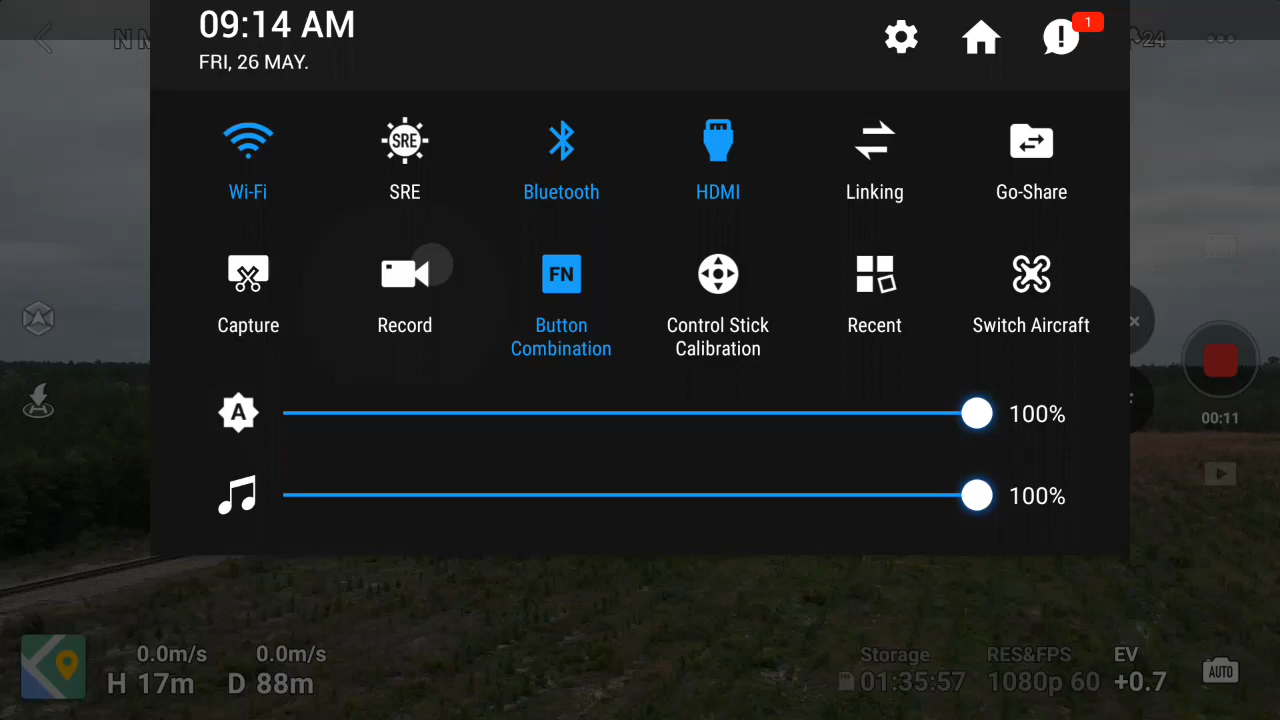 09:14 AM
FRI, 26 MAY.
1
24
N M
Wi-Fi
SRE
SRE
Bluetooth
HDMI
Linking
Go-Share
Capture
Record
FN
Button
Combination
Control Stick
Calibration
Recent
Switch Aircraft
A
100%
00:11
100%
0.0m/s 0.0m/s
H 17m D 88m
Storage RES&FPS EV
01:35:57 1080p 60 +0.7
AUTO